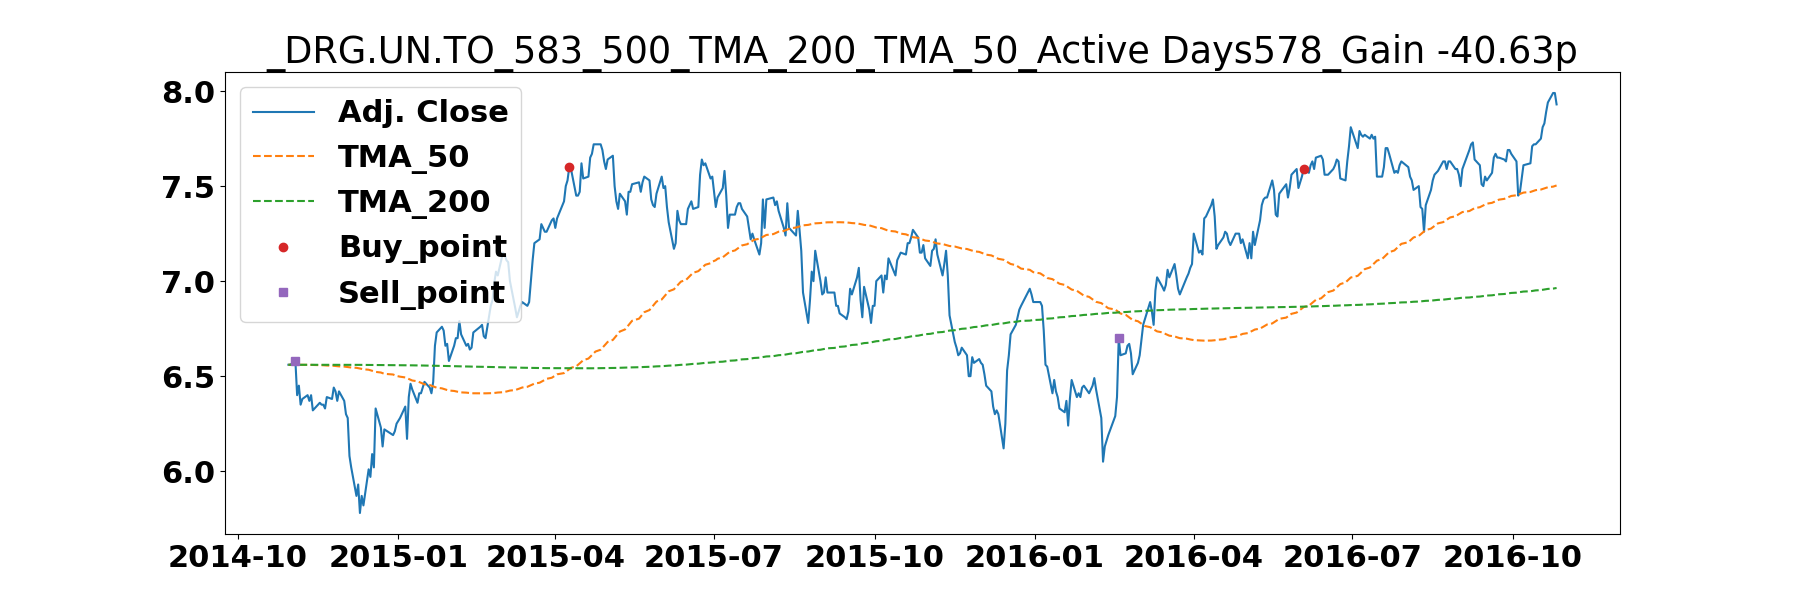 _DRG.UN.TO_583_500_TMA_200_TMA_50_Active Days578_Gain -40.63p
8.0
7.5
7.0
6.5
6.0
Adj. Close
TMA_50
TMA_200
Buy_point
Sell_point
2014-10 2015-01 2015-04 2015-07 2015-10 2016-01 2016-04 2016-07 2016-10